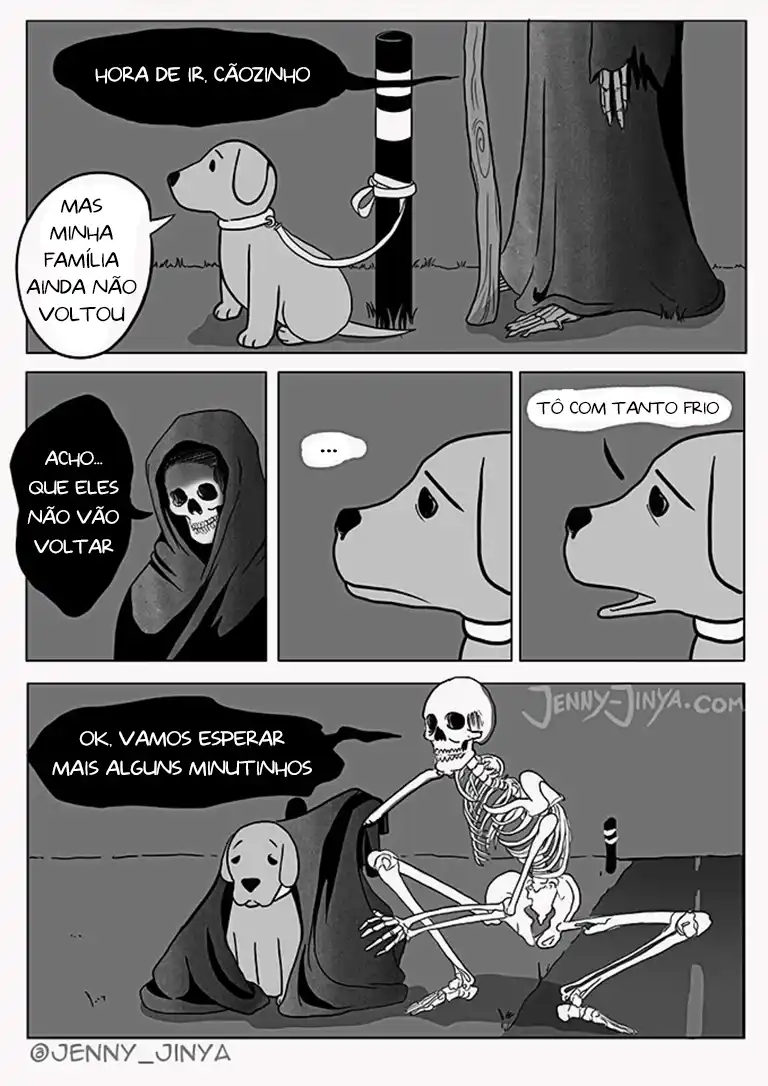 HORA DE IR, CÃOZINHO
MAS
MINHA
FAMÍLIA
AINDA NÃO
VOLTOU
ACHO...
QUE ELES
NÃO VÃO
VOLTAR
...
TÔ COM TANTO FRIO
JENNY-JINYA.COM
OK, VAMOS ESPERAR
MAIS ALGUNS MINUTINHOS
@JENNY_JINYA